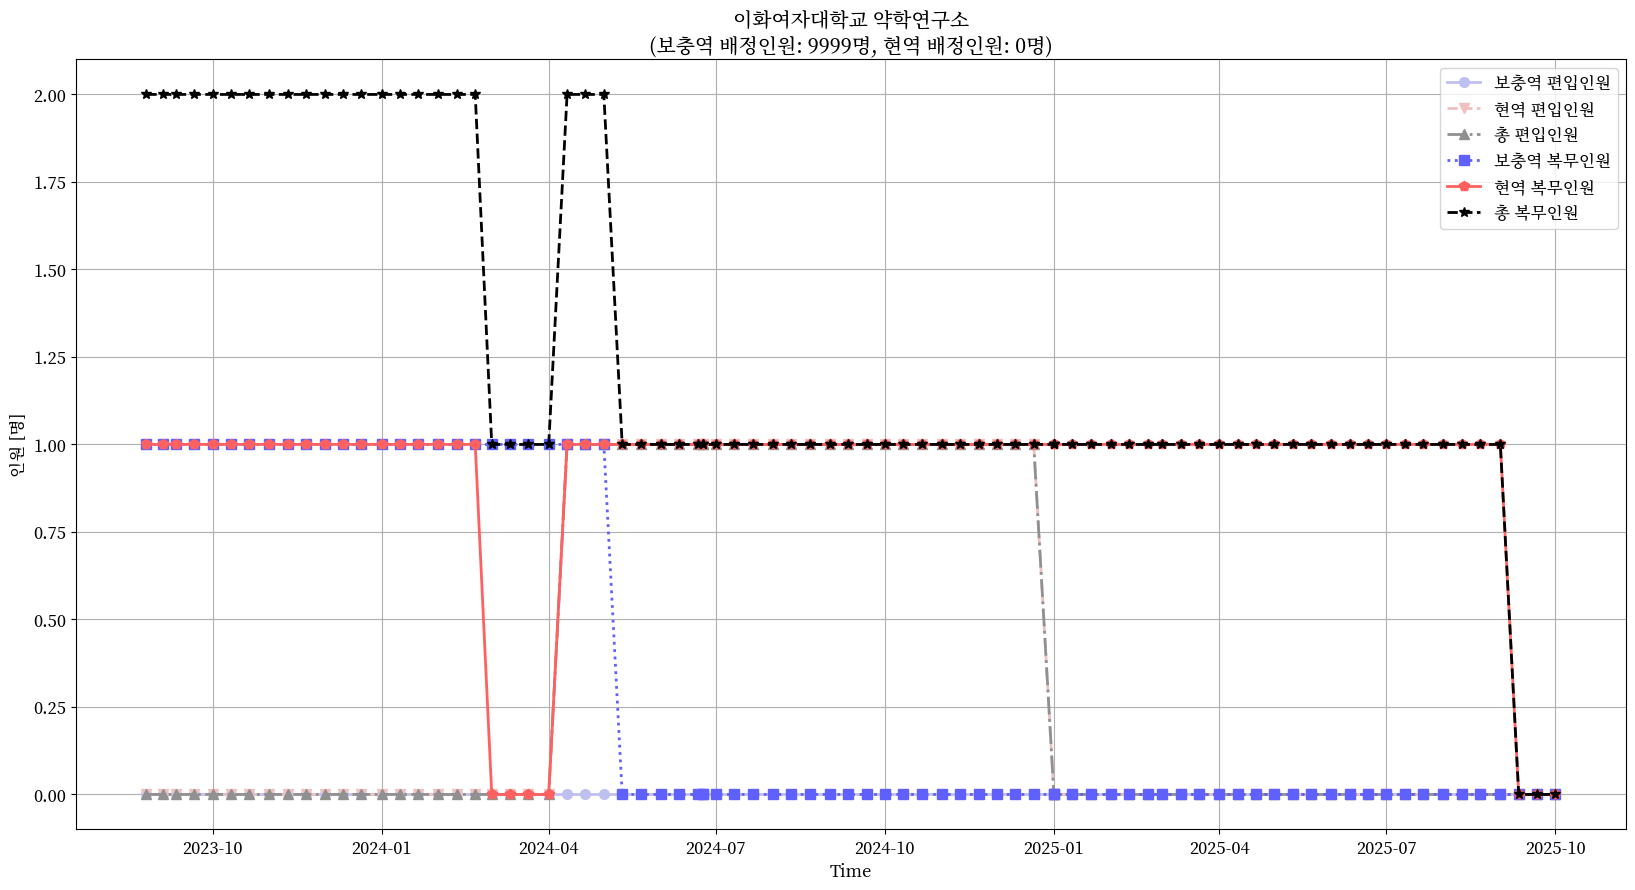 이화여자대학교 약학연구소
(보충역 배정인원: 9999명, 현역 배정인원: 0명)
보충역 편입인원
현역 편입인원
총 편입인원
보충역 복무인원
현역 복무인원
총 복무인원
인원 [명]
2.00
1.75
1.50
1.25
1.00
0.75
0.50
0.25
0.00
2023-10
2024-01
2024-04
2024-07
2024-10
2025-01
2025-04
2025-07
2025-10
Time